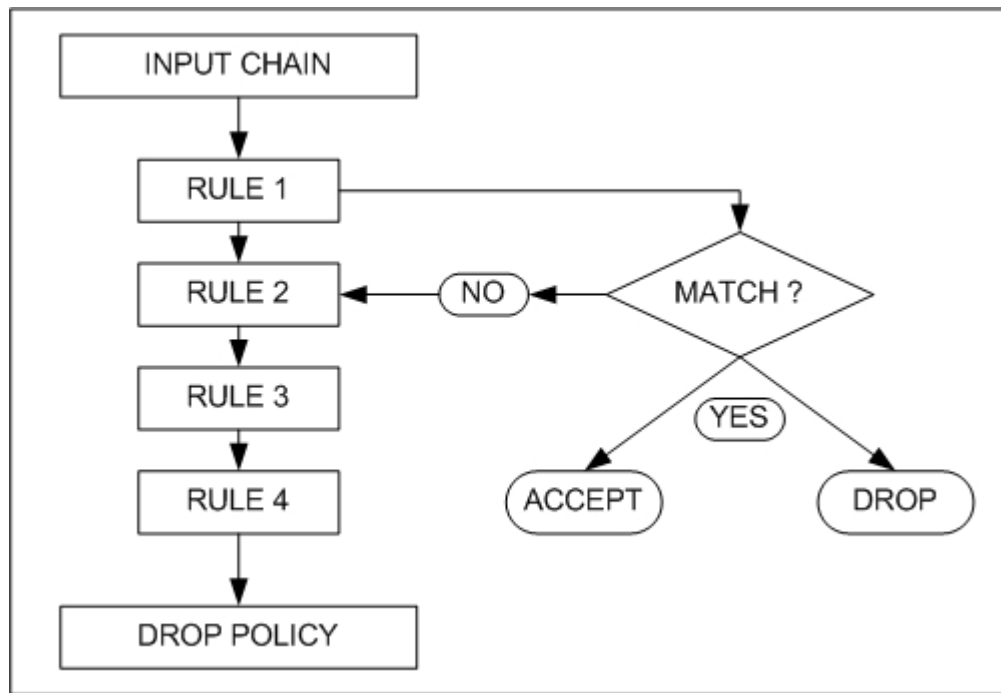 INPUT CHAIN
RULE 1
RULE 2
NO
MATCH ?
RULE 3
YES
RULE 4
ACCEPT
DROP
DROP POLICY